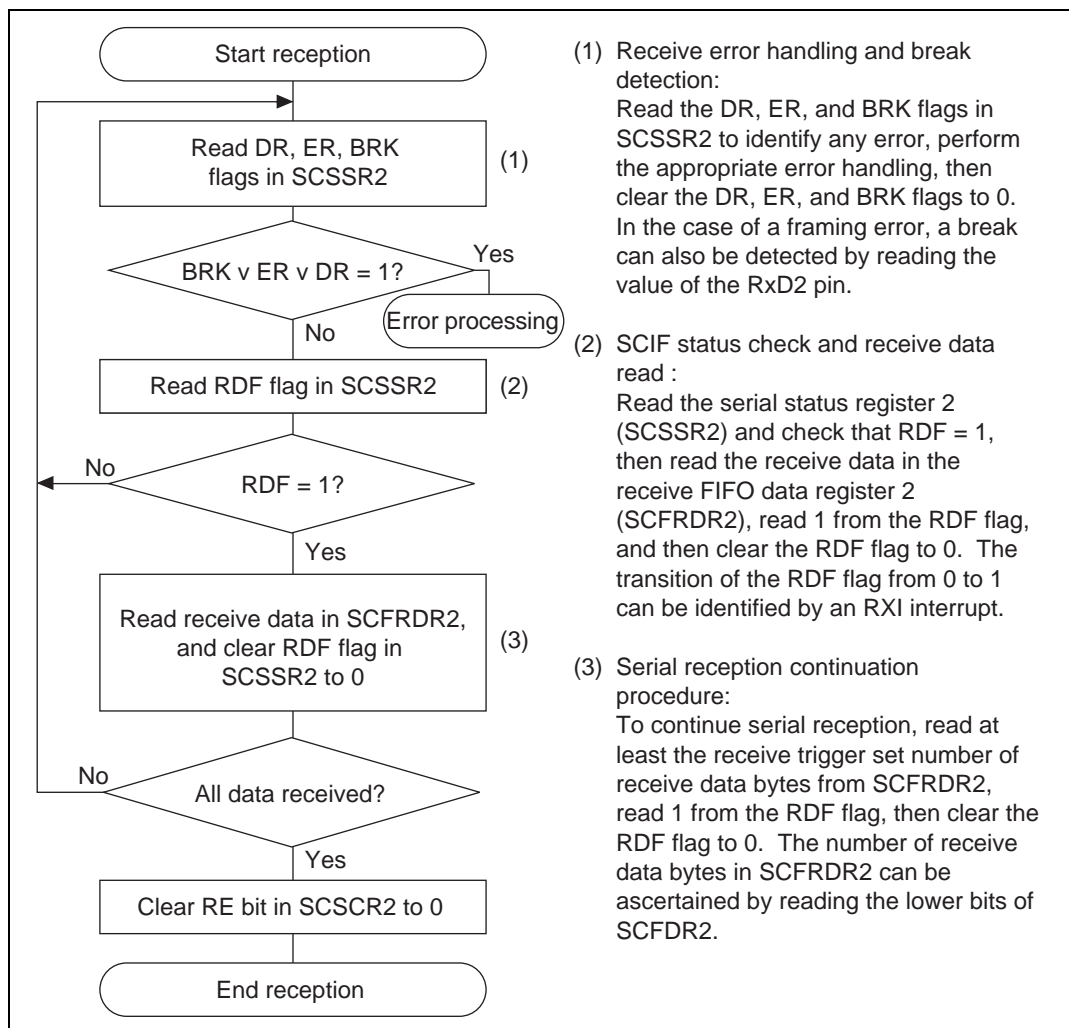 Start reception
Read DR, ER, BRK
flags in SCSSR2
(1)
BRK v ER v DR = 1?
Yes
Error processing
No
Read RDF flag in SCSSR2
(2)
No
RDF = 1?
Yes
Read receive data in SCFRDR2,
and clear RDF flag in
SCSSR2 to 0
(3)
No
All data received?
Yes
Clear RE bit in SCSCR2 to 0
End reception
(1) Receive error handling and break
detection:
Read the DR, ER, and BRK flags in
SCSSR2 to identify any error, perform
the appropriate error handling, then
clear the DR, ER, and BRK flags to 0.
In the case of a framing error, a break
can also be detected by reading the
value of the RxD2 pin.
(2) SCIF status check and receive data
read :
Read the serial status register 2
(SCSSR2) and check that RDF = 1,
then read the receive data in the
receive FIFO data register 2
(SCFRDR2), read 1 from the RDF flag,
and then clear the RDF flag to 0. The
transition of the RDF flag from 0 to 1
can be identified by an RXI interrupt.
(3) Serial reception continuation
procedure:
To continue serial reception, read at
least the receive trigger set number of
receive data bytes from SCFRDR2,
read 1 from the RDF flag, then clear the
RDF flag to 0. The number of receive
data bytes in SCFRDR2 can be
ascertained by reading the lower bits of
SCFDR2.